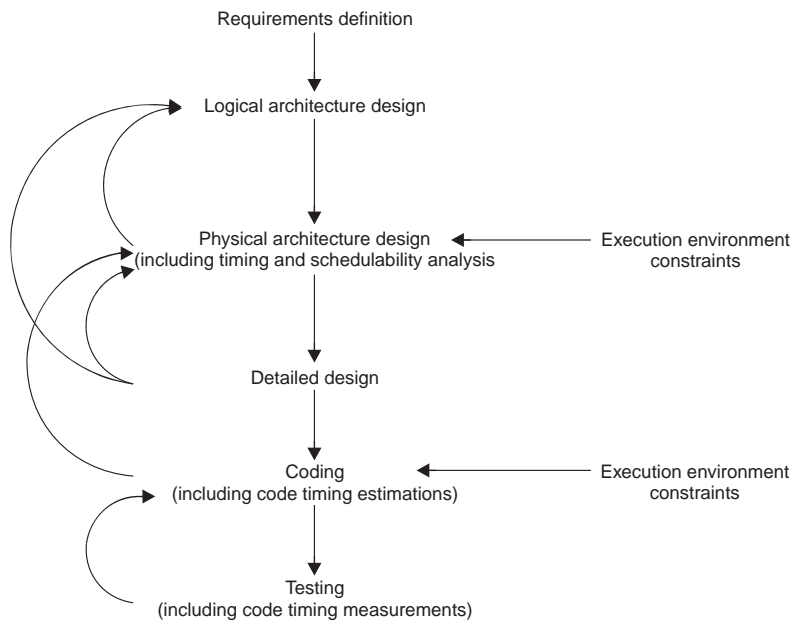 Requirements definition
Logical architecture design
Physical architecture design
(including timing and schedulability analysis
Execution environment
constraints
Detailed design
Coding
(including code timing estimations)
Execution environment
constraints
Testing
(including code timing measurements)